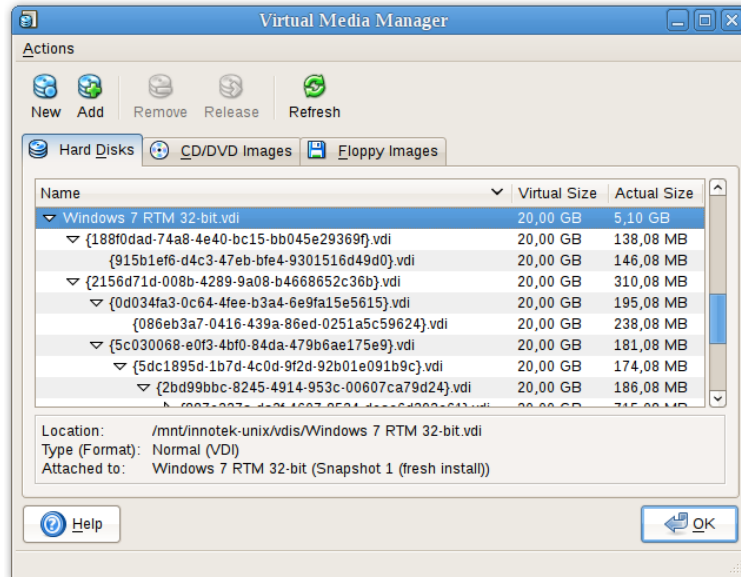 Virtual Media Manager
Actions
New Add Remove Release Refresh
Hard Disks CD/DVD Images Floppy Images
Name Virtual Size Actual Size
Windows 7 RTM 32-bit.vdi 20,00 GB 5,10 GB
{188f0dad-74a8-4e40-bc15-bb045e29369f}.vdi 20,00 GB 138,08 MB
{915b1ef6-d4c3-47eb-bfe4-9301516d49d0}.vdi 20,00 GB 146,08 MB
{2156d71d-008b-4289-9a08-b4668652c36b}.vdi 20,00 GB 310,08 MB
{0d034fa3-0c64-4fee-b3a4-6e9fa15e5615}.vdi 20,00 GB 195,08 MB
{086eb3a7-0416-439a-86ed-0251a5c59624}.vdi 20,00 GB 238,08 MB
{5c030068-e0f3-4bf0-84da-479b6ae175e9}.vdi 20,00 GB 181,08 MB
{5dc1895d-1b7d-4c0d-9f2d-92b01e091b9c}.vdi 20,00 GB 174,08 MB
{2bd99bbc-8245-4914-953c-00607ca79d24}.vdi 20,00 GB 186,08 MB
20,00 GB 715,08 MB
Location: /mnt/innotek-unix/vdis/Windows 7 RTM 32-bit.vdi
Type (Format): Normal (VDI)
Attached to: Windows 7 RTM 32-bit (Snapshot 1 (fresh install))
Help OK